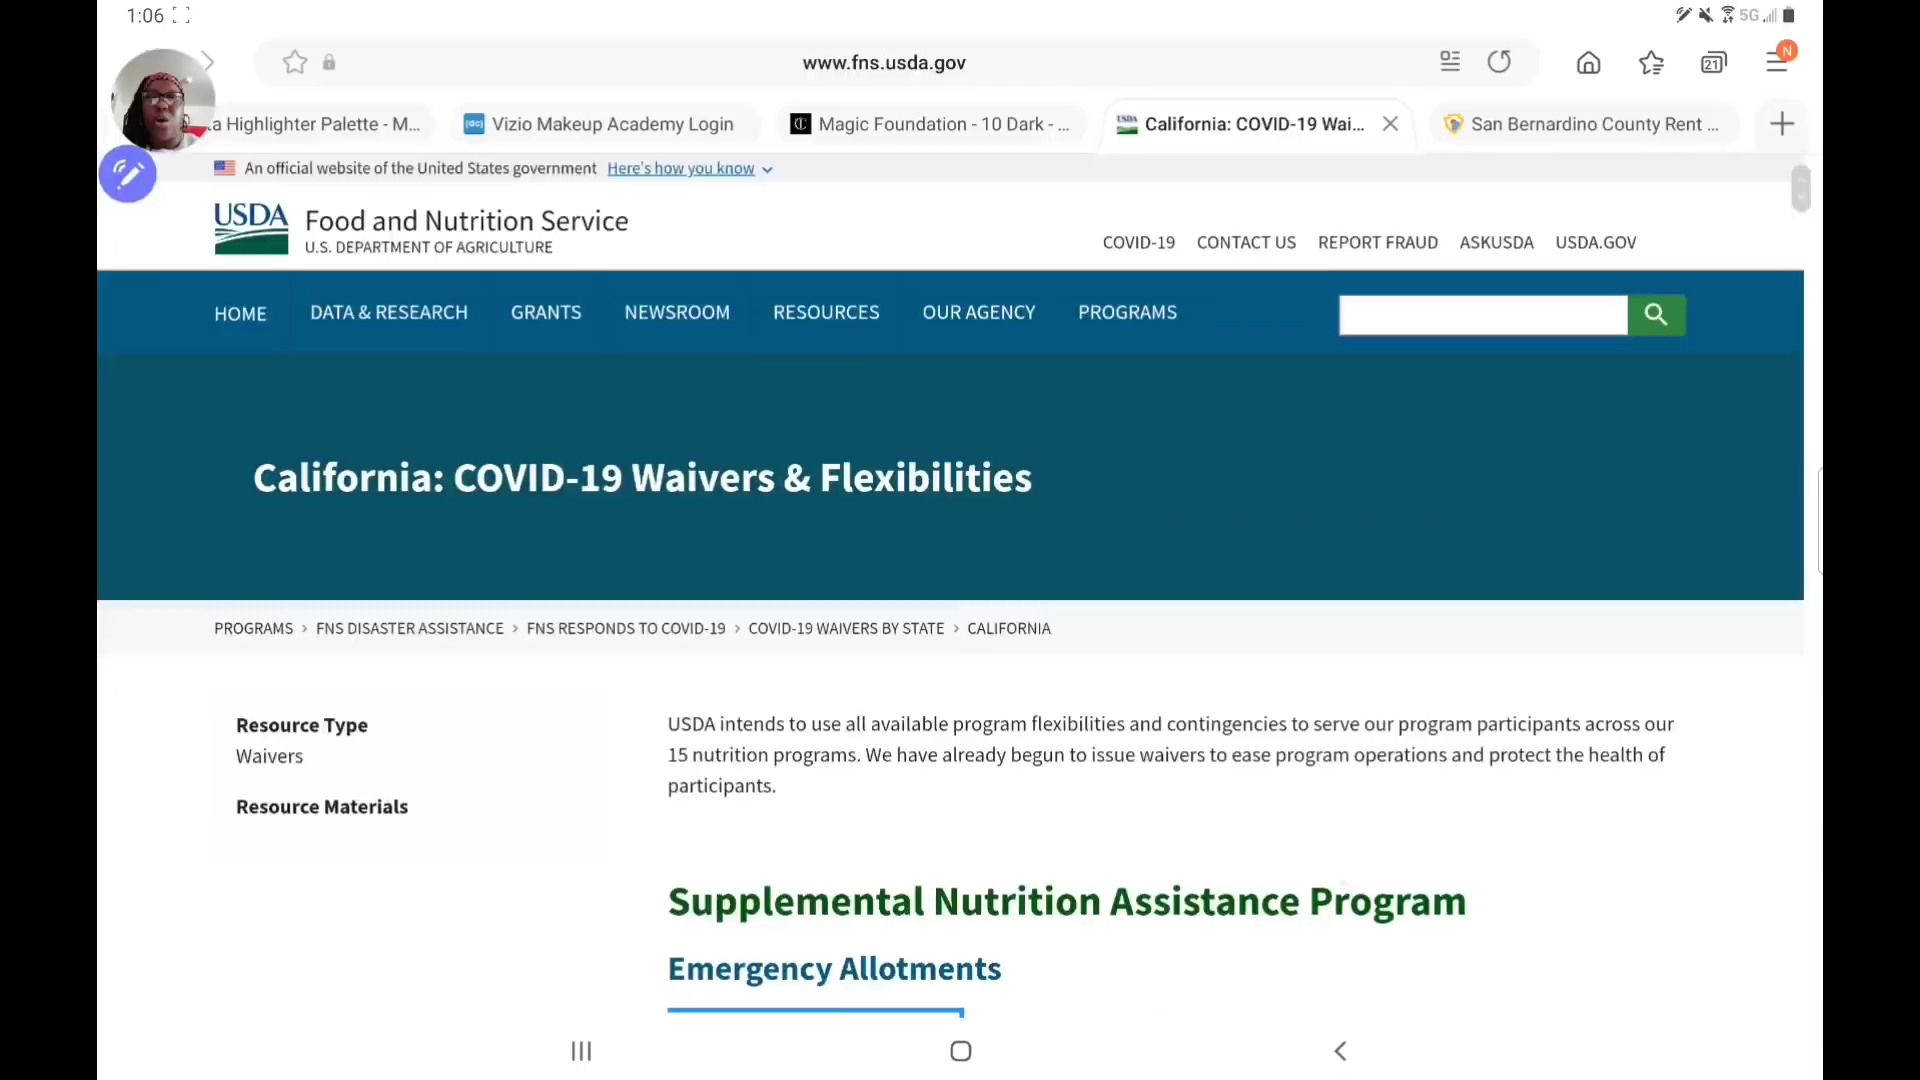 1:06
5G
www.fns.usda.gov
21
N
a Highlighter Palette - M...
Vizio Makeup Academy Login
Magic Foundation - 10 Dark - ...
California: COVID-19 Wai...
San Bernardino County Rent ...
An official website of the United States government Here's how you know
USDA
Food and Nutrition Service
U.S. DEPARTMENT OF AGRICULTURE
COVID-19 CONTACT US REPORT FRAUD ASKUSDA USDA.GOV
HOME DATA & RESEARCH GRANTS NEWSROOM RESOURCES OUR AGENCY PROGRAMS
California: COVID-19 Waivers & Flexibilities
PROGRAMS > FNS DISASTER ASSISTANCE > FNS RESPONDS TO COVID-19 > COVID-19 WAIVERS BY STATE > CALIFORNIA
Resource Type
Waivers
Resource Materials
USDA intends to use all available program flexibilities and contingencies to serve our program participants across our
15 nutrition programs. We have already begun to issue waivers to ease program operations and protect the health of
participants.
Supplemental Nutrition Assistance Program
Emergency Allotments